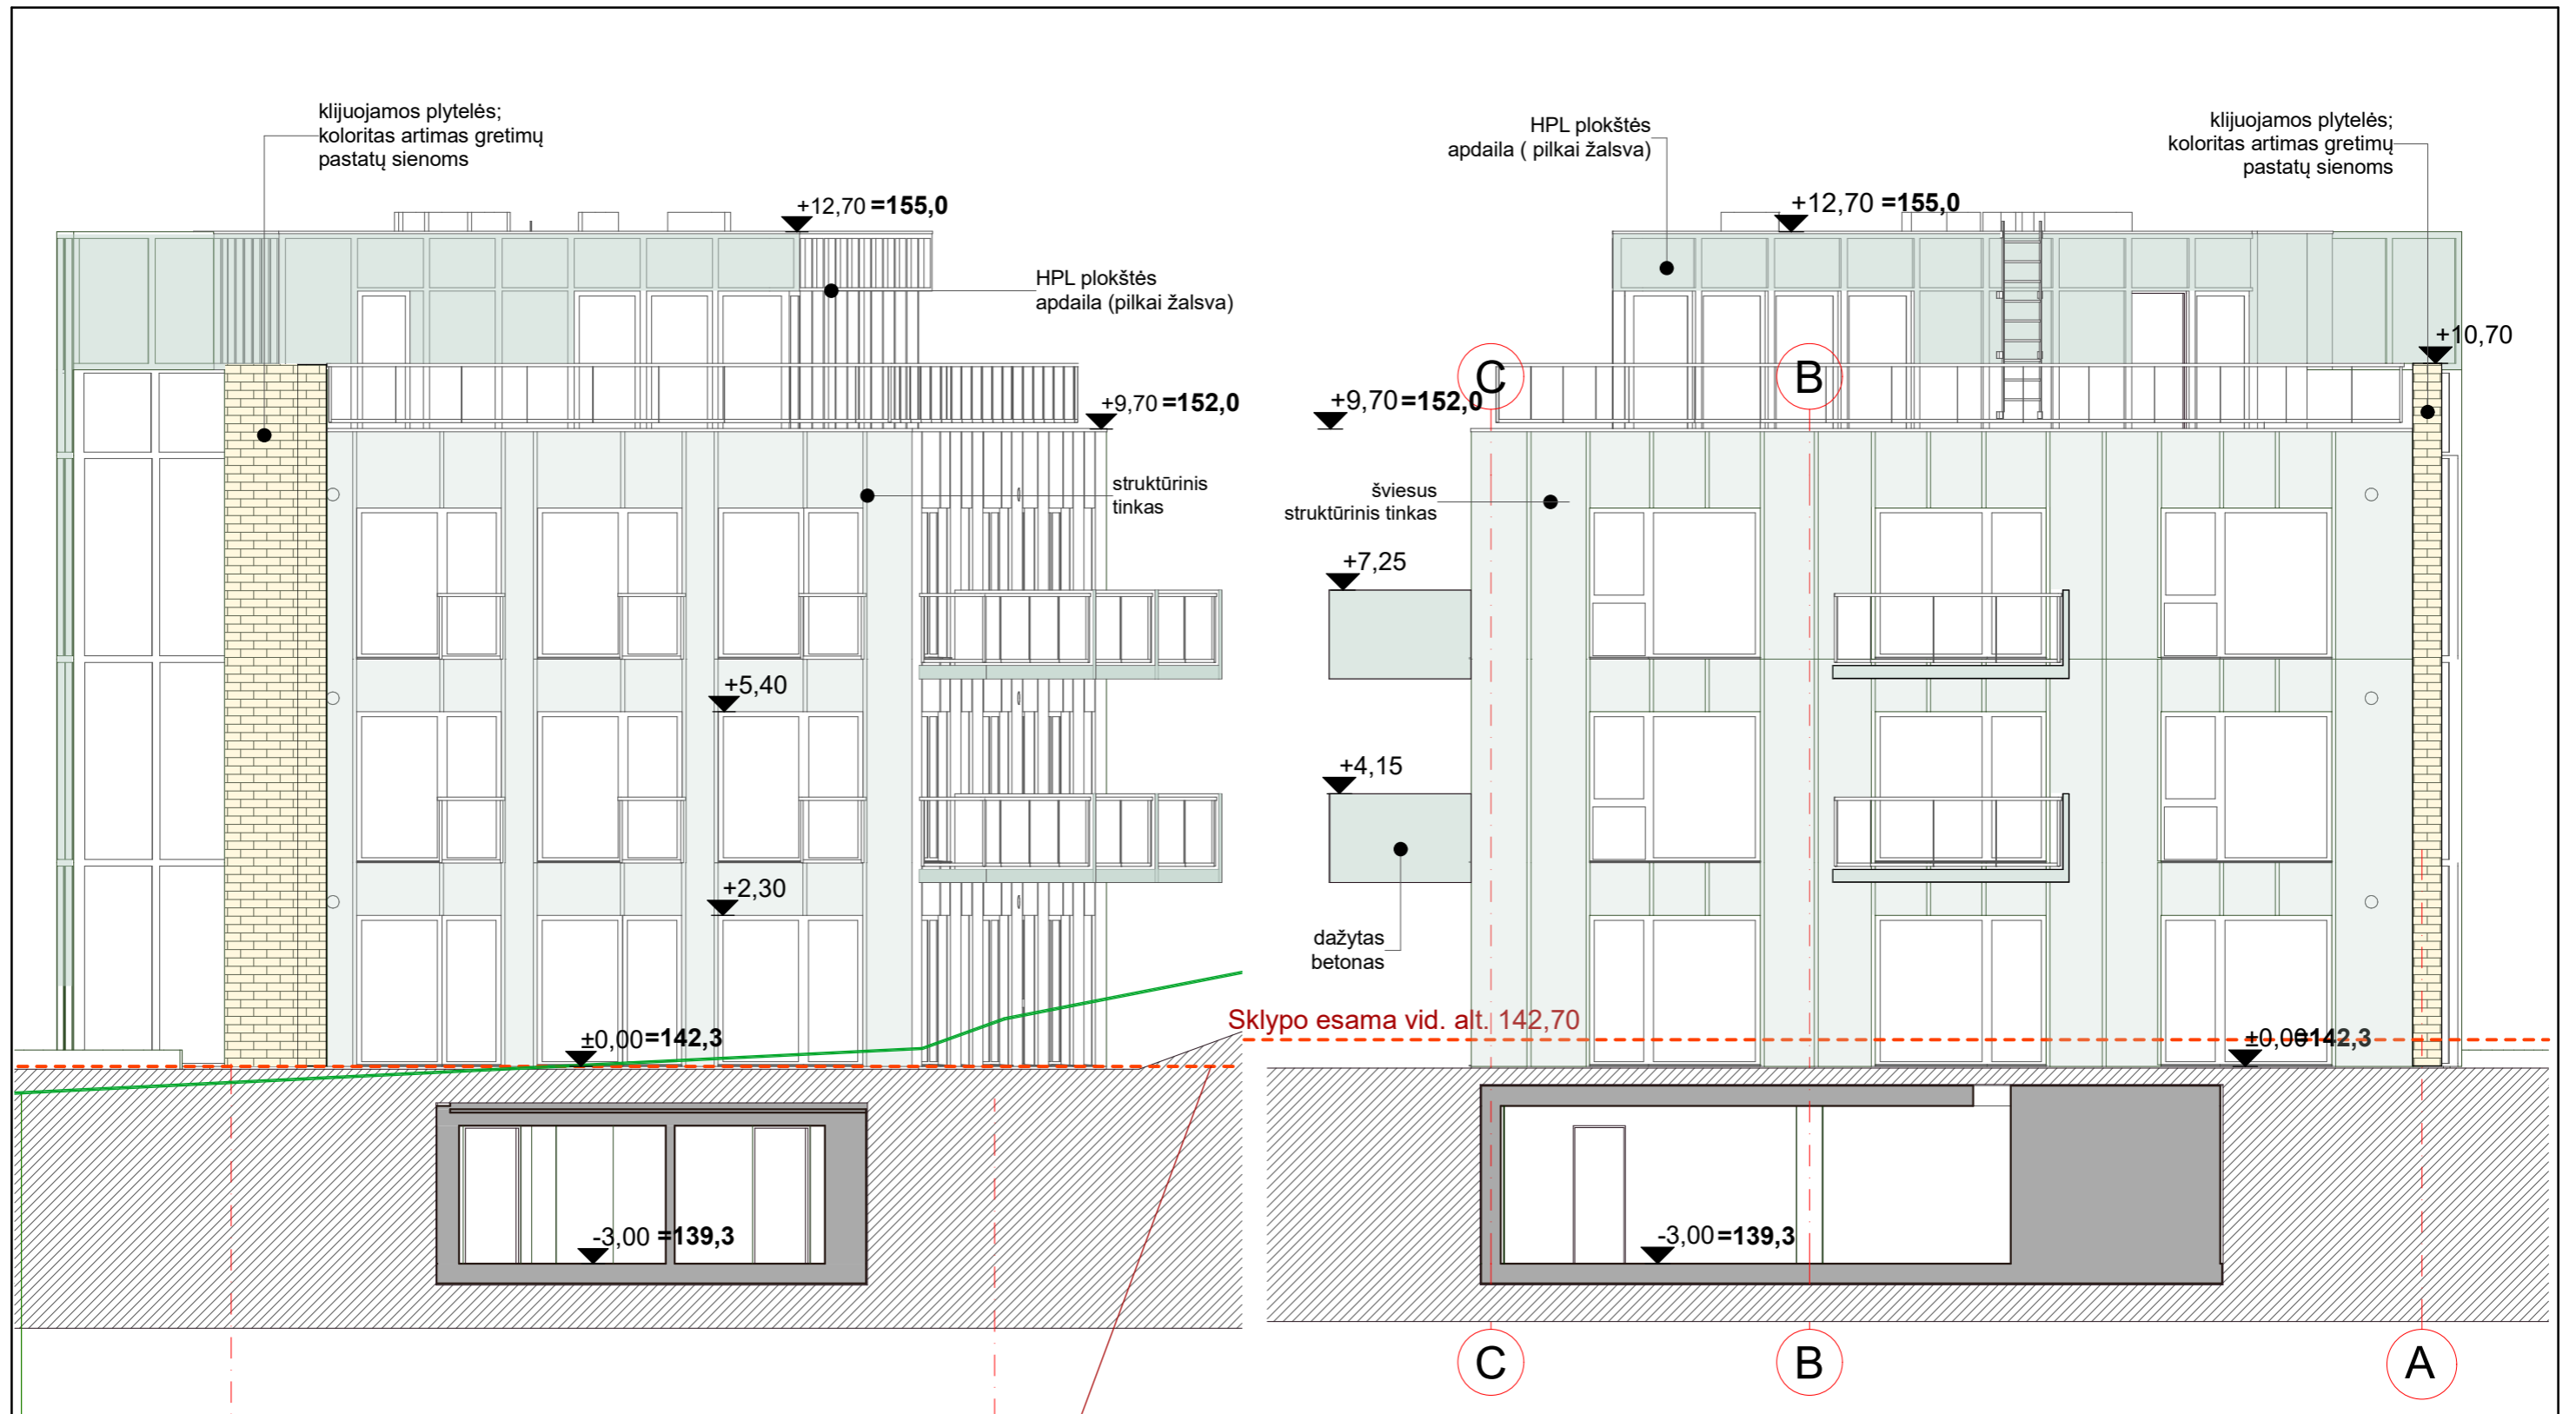 klijuojamos plytelės;
koloritas artimas gretimų
pastatų sienoms
+12,70 =155,0
HPL plokštės
apdaila (pilkai žalsva)
+9,70 =152,0
struktūrinis
tinkas
+5,40
+2,30
±0,00=142,3
-3,00 =139,3
HPL plokštės
apdaila ( pilkai žalsva)
klijuojamos plytelės;
koloritas artimas gretimų
pastatų sienoms
+12,70 =155,0
+10,70
C
B
+9,70=152,0
šviesus
struktūrinis tinkas
+7,25
+4,15
dažytas
betonas
Sklypo esama vid. alt. 142,70
±0,00=142,3
-3,00=139,3
C
B
A